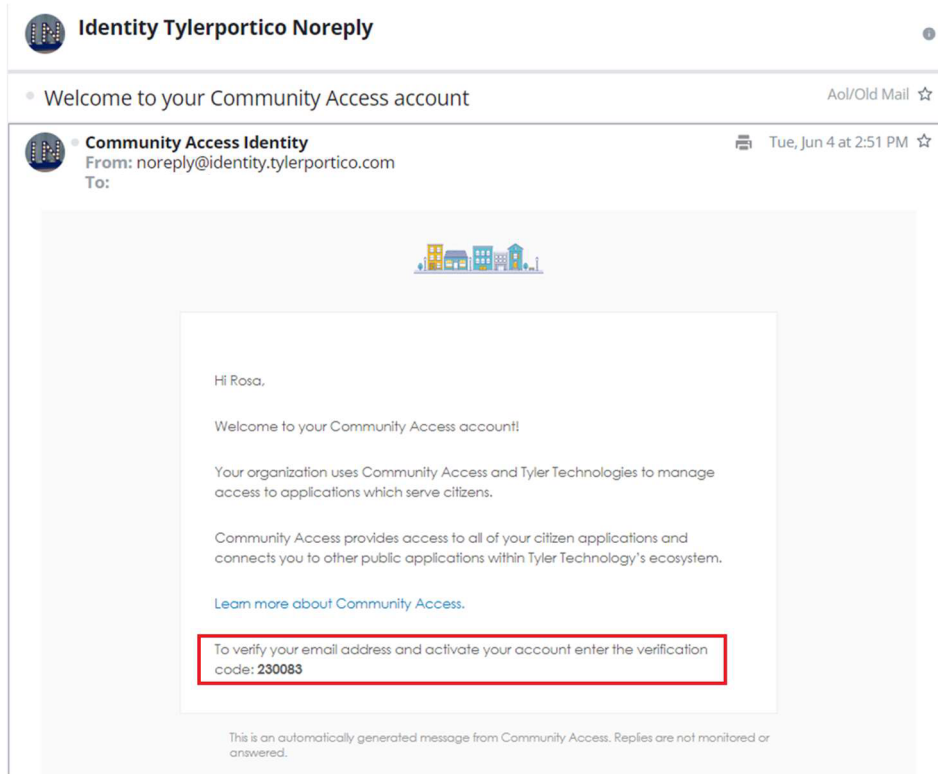 Identity Tylerportico Noreply
Welcome to your Community Access account
Aol/Old Mail
Community Access Identity
Tue, Jun 4 at 2:51 PM
From: noreply@identity.tylerportico.com
To:
Hi Rosa,
Welcome to your Community Access account!
Your organization uses Community Access and Tyler Technologies to manage
access to applications which serve citizens.
Community Access provides access to all of your citizen applications and
connects you to other public applications within Tyler Technology's ecosystem.
Learn more about Community Access.
To verify your email address and activate your account enter the verification
code: 230083
This is an automatically generated message from Community Access. Replies are not monitored or
answered.